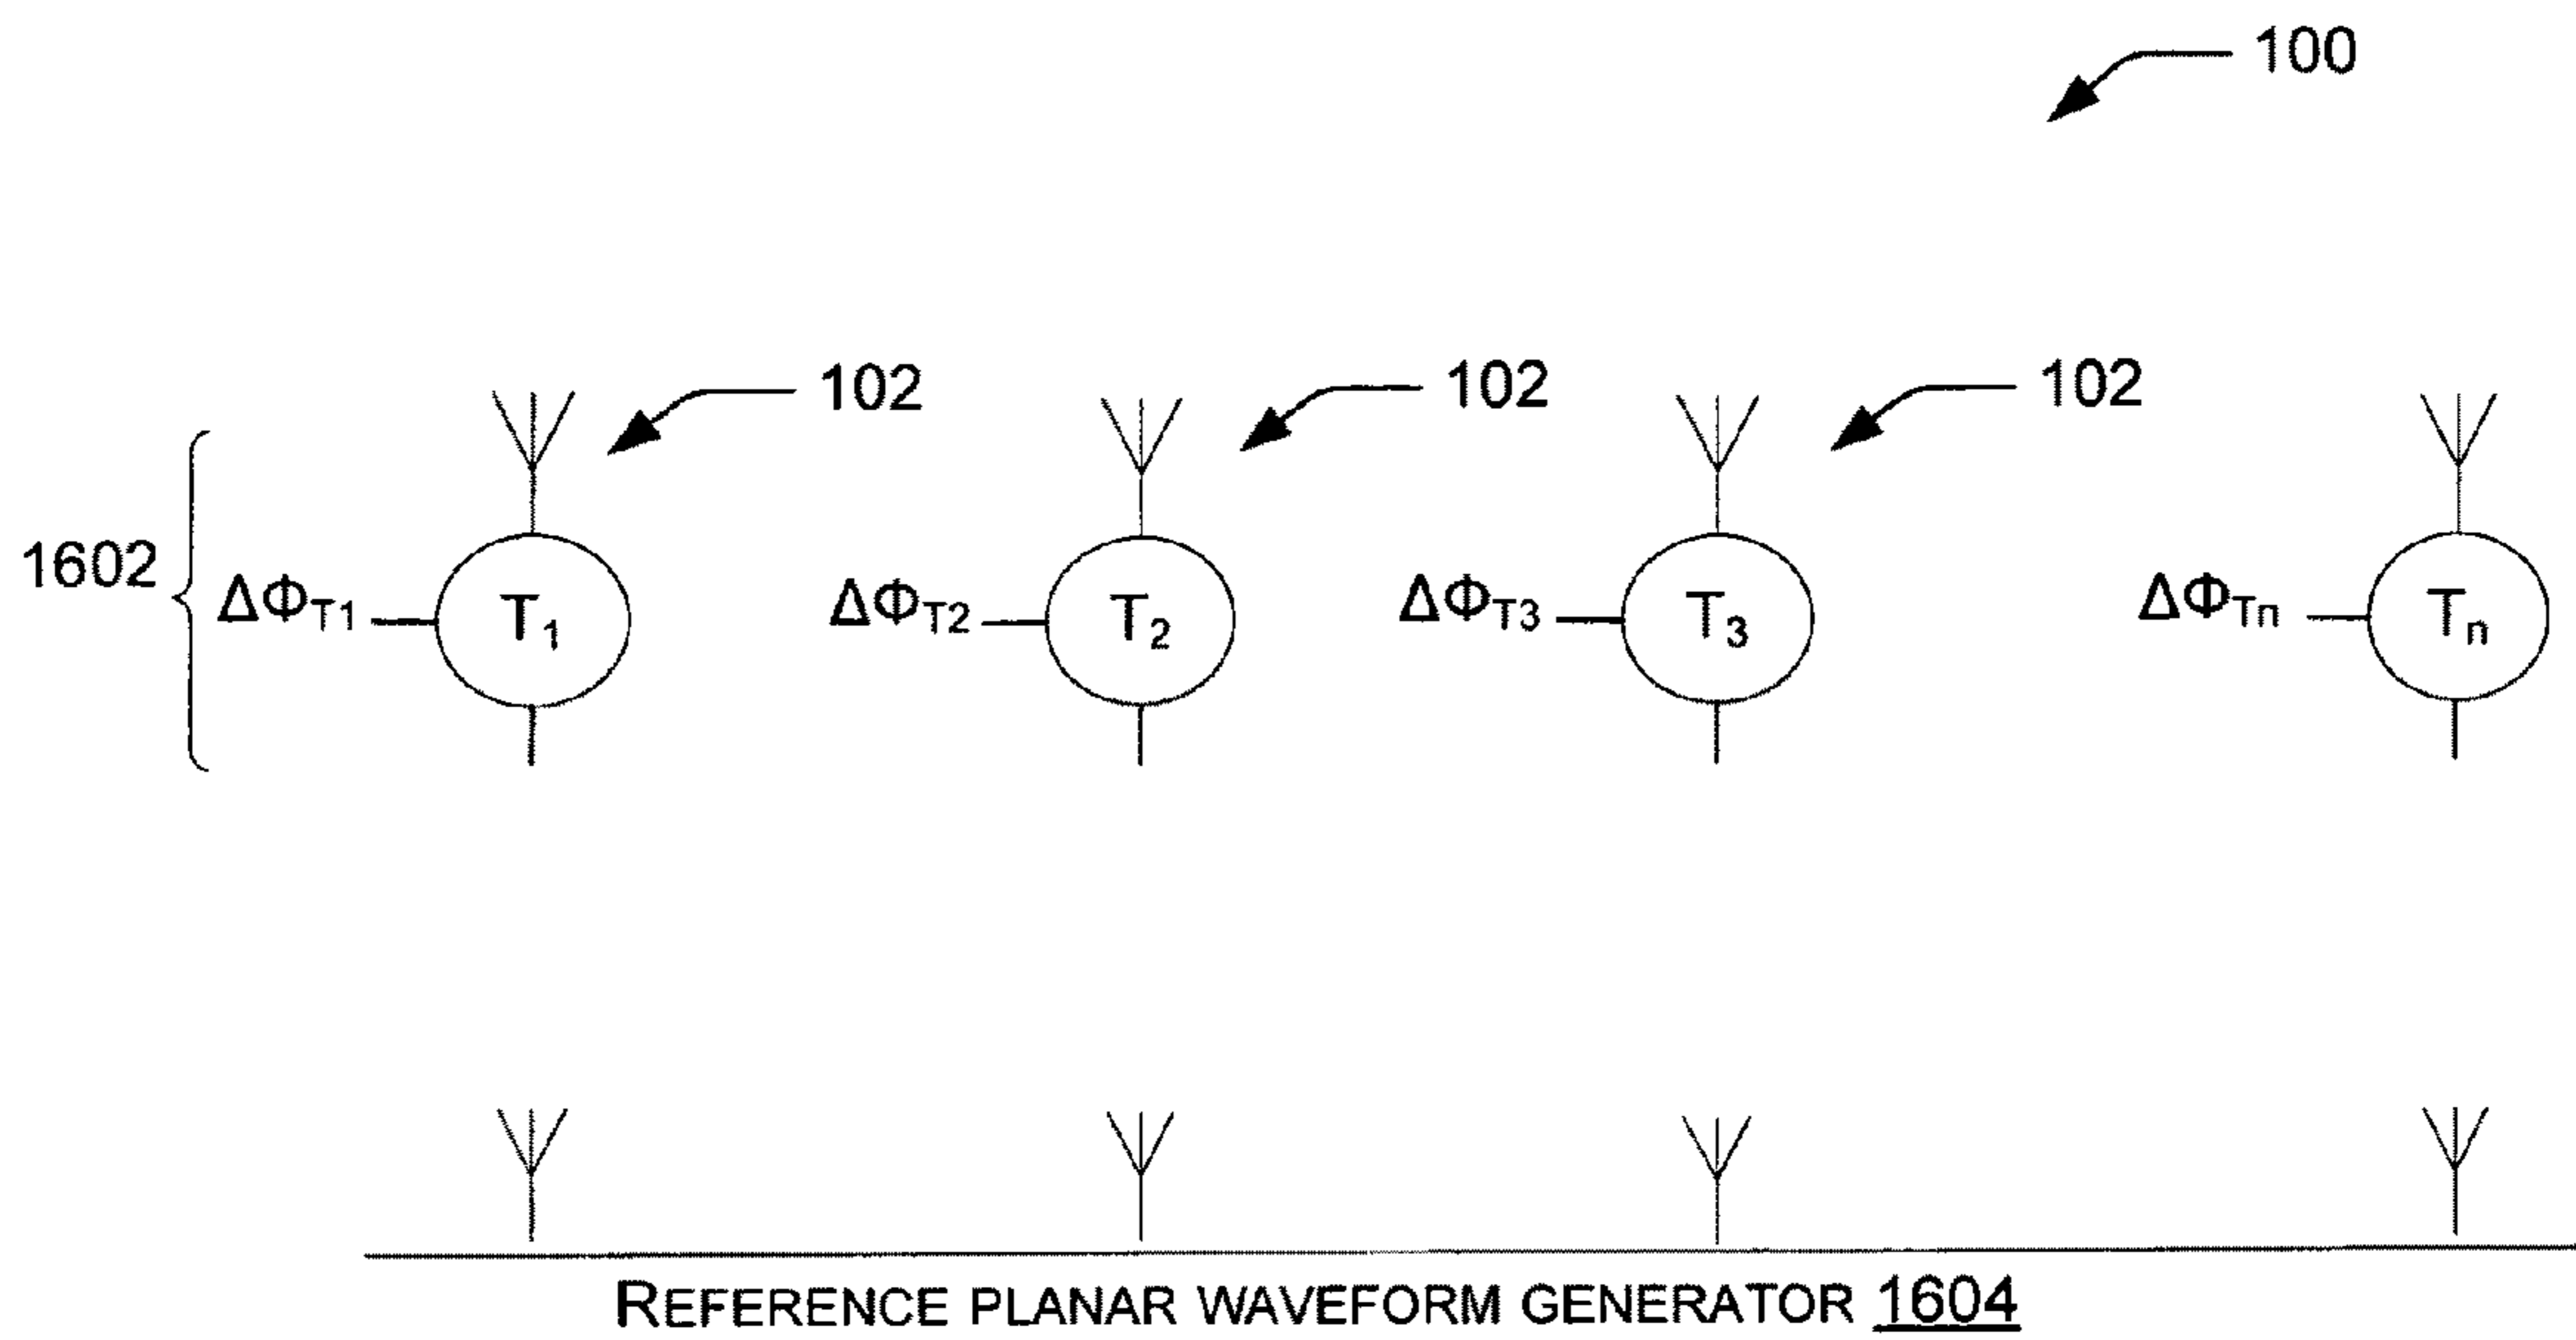 100
102 102 102
1602
ΔΦT1 T1 ΔΦT2 T2 ΔΦT3 T3 ΔΦTn Tn
REFERENCE PLANAR WAVEFORM GENERATOR 1604